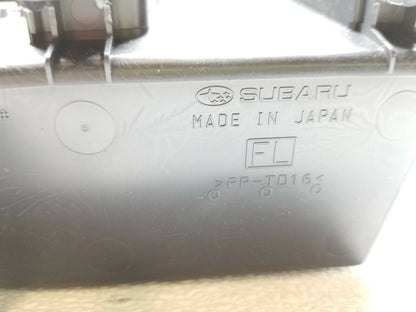 SUBARU
MADE IN JAPAN
FL
>PP-TD16<